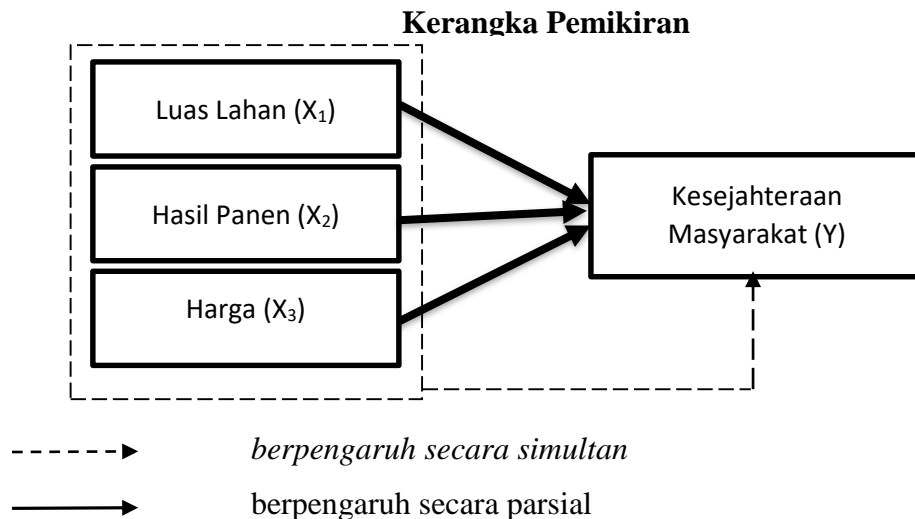 Kerangka Pemikiran
Luas Lahan (X₁)
Hasil Panen (X₂)
Harga (X₃)
Kesejahteraan
Masyarakat (Y)
berpengaruh secara simultan
berpengaruh secara parsial